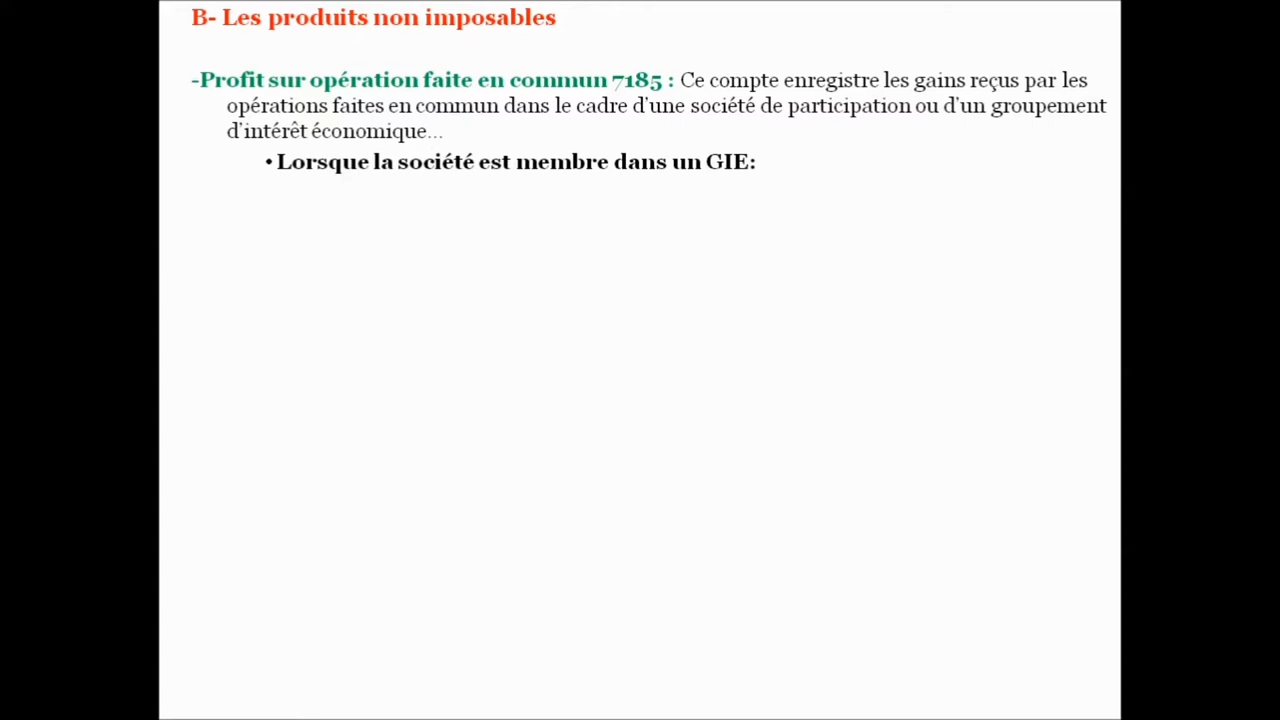 B- Les produits non imposables
-Profit sur opération faite en commun 7185 : Ce compte enregistre les gains reçus par les
opérations faites en commun dans le cadre d'une société de participation ou d'un groupement
d'intérêt économique…
• Lorsque la société est membre dans un GIE: